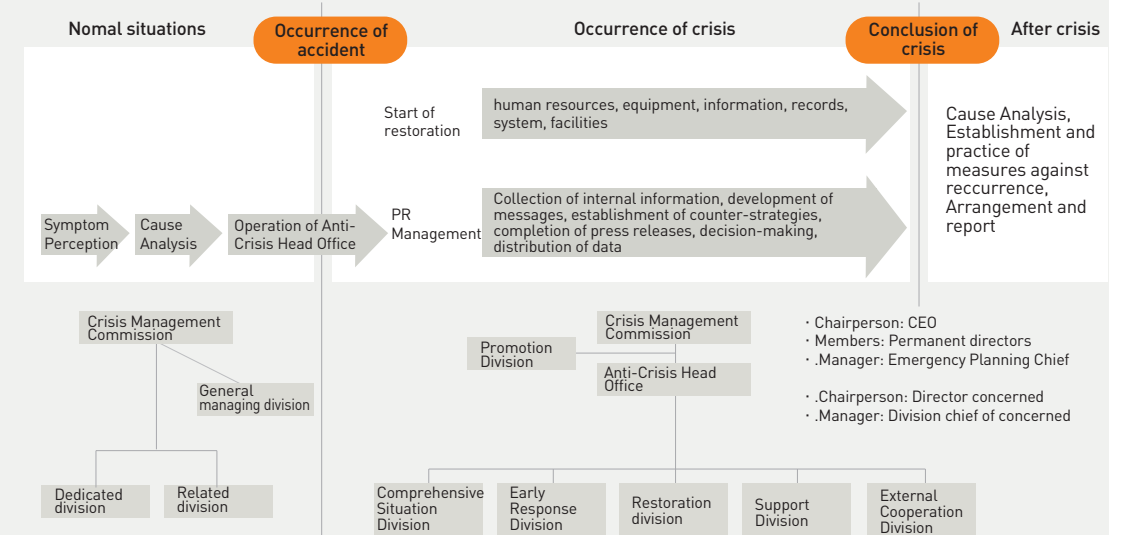 Nomal situations
Occurrence of
accident
Occurrence of crisis
Conclusion of
crisis
After crisis
Start of
restoration
human resources, equipment, information, records,
system, facilities
Symptom
Perception
Cause
Analysis
Operation of Anti-
Crisis Head Office
PR
Management
Collection of internal information, development of
messages, establishment of counter-strategies,
completion of press releases, decision-making,
distribution of data
Cause Analysis,
Establishment and
practice of
measures against
reccurrence,
Arrangement and
report
Crisis Management
Commission
General
managing division
Dedicated
division
Related
division
Crisis Management
Commission
Promotion
Division
Anti-Crisis Head
Office
Comprehensive
Situation
Division
Early
Response
Division
Restoration
division
Support
Division
External
Cooperation
Division
· Chairperson: CEO
· Members: Permanent directors
· .Manager: Emergency Planning Chief
· .Chairperson: Director concerned
· .Manager: Division chief of concerned